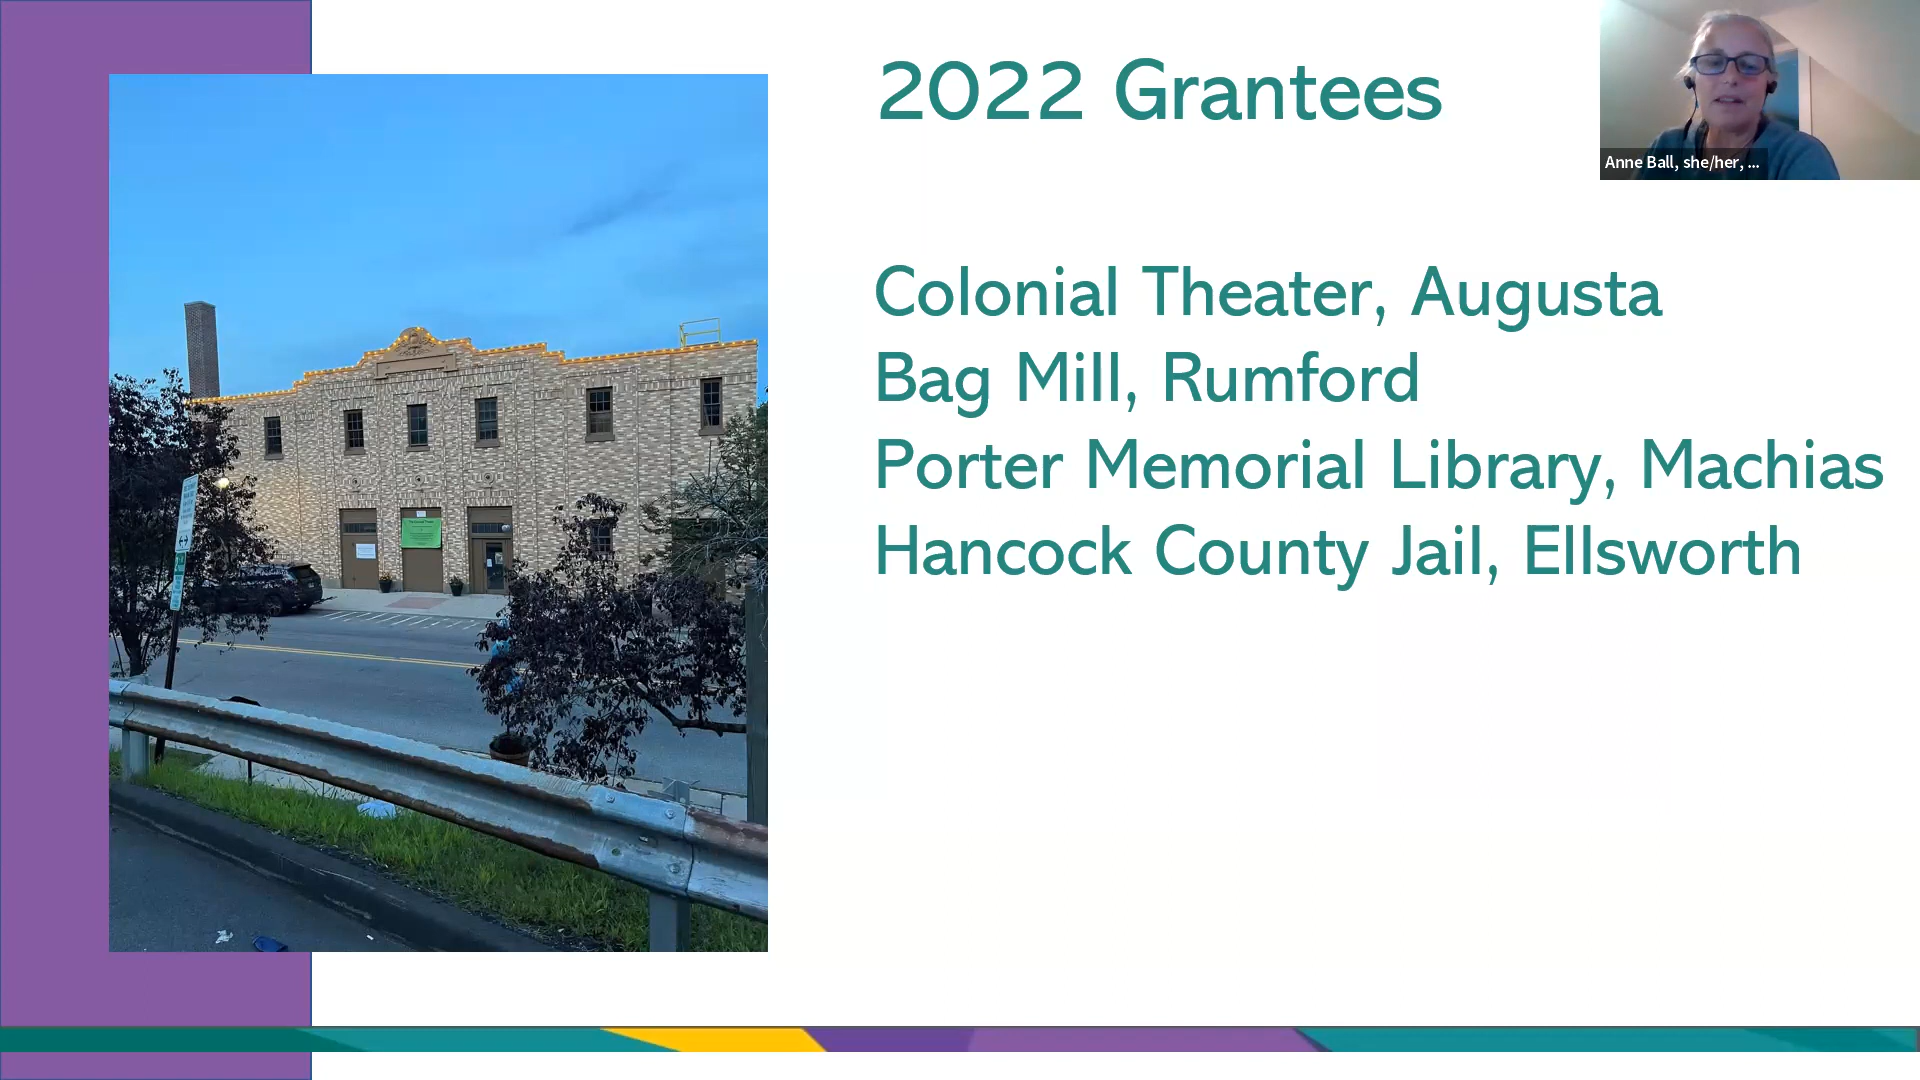 2022 Grantees
Anne Ball, she/her, ...
Colonial Theater, Augusta
Bag Mill, Rumford
Porter Memorial Library, Machias
Hancock County Jail, Ellsworth